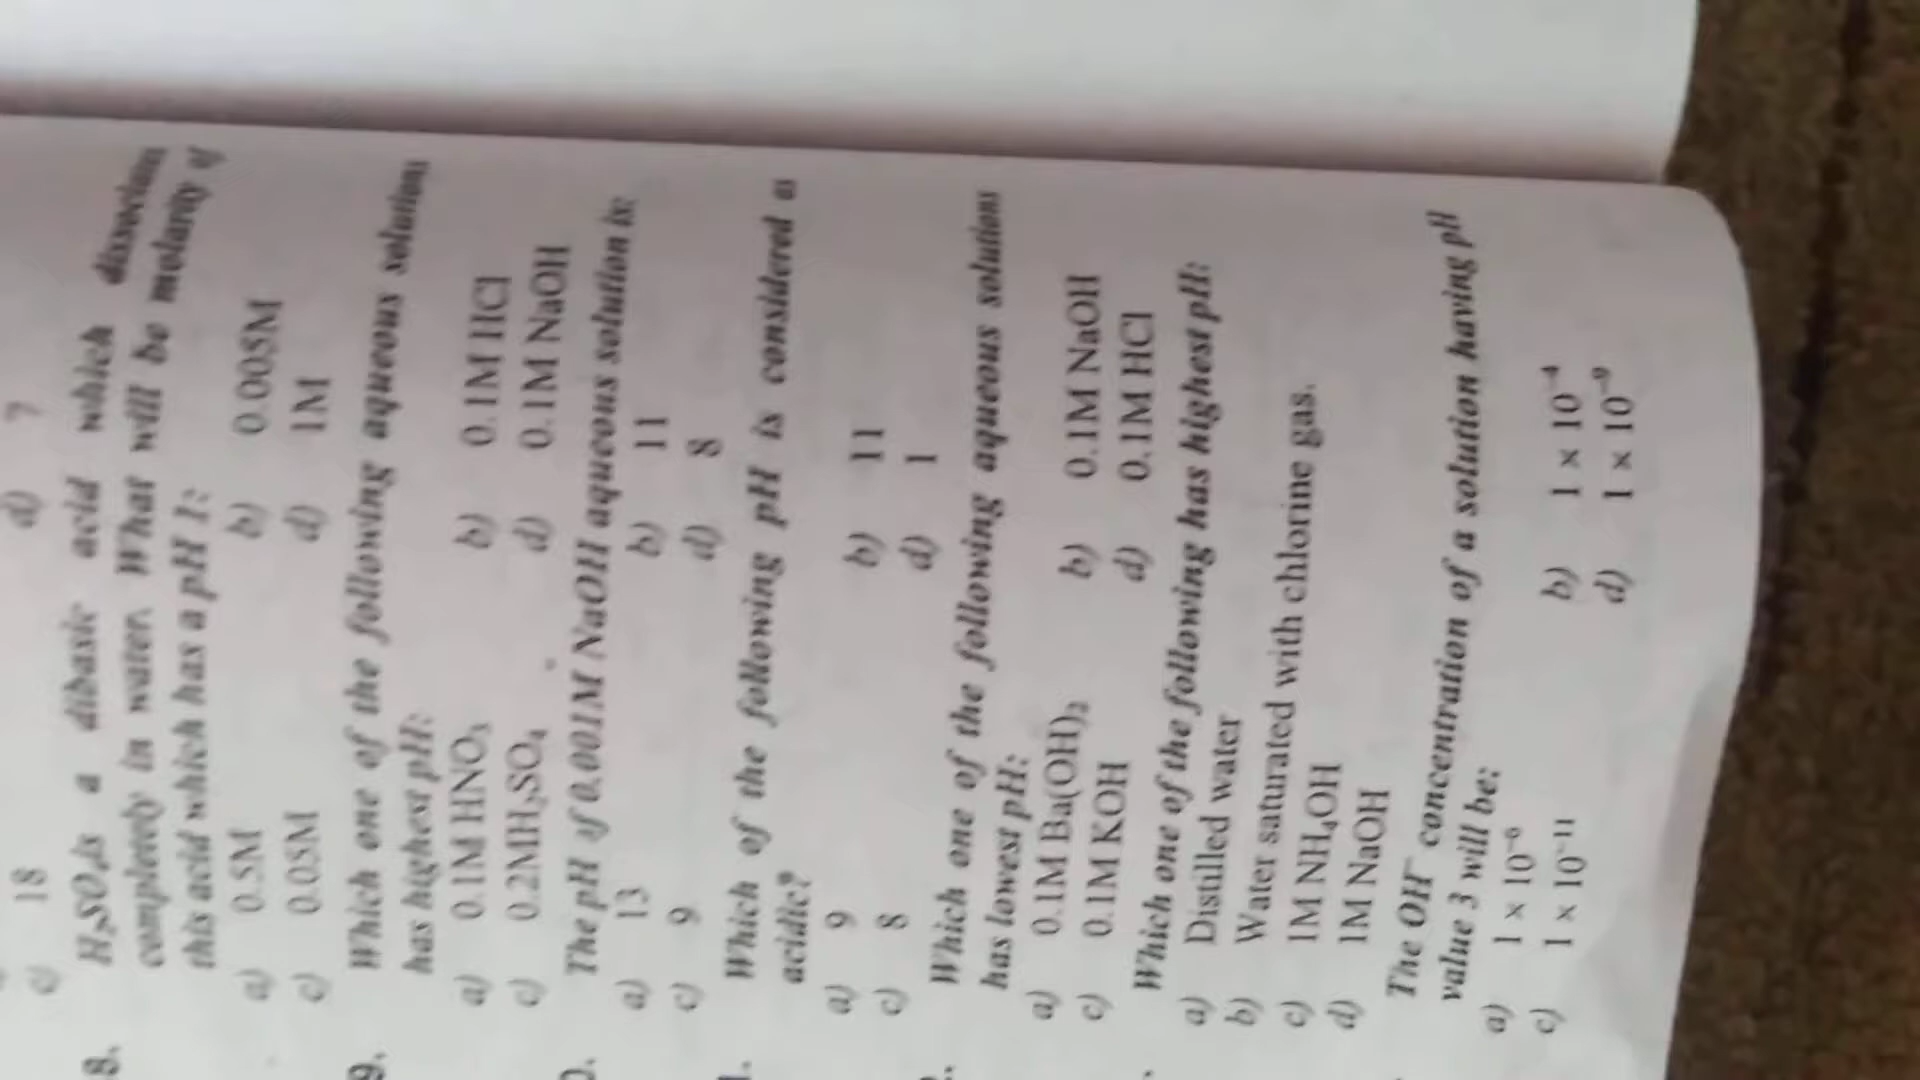 c) 18 d) 7
8. H₂SO₄ is a dibasic acid which dissociates
completely in water. What will be molarity of
this acid which has a pH 1:
a) 0.5M b) 0.005M
c) 0.05M d) 1M
9. Which one of the following aqueous solutions
has highest pH:
a) 0.1M HNO₃ b) 0.1M HCl
c) 0.2MH₂SO₄ d) 0.1M NaOH
0. The pH of 0.001M NaOH aqueous solution is:
a) 13 b) 11
c) 9 d) 8
1. Which of the following pH is considered as
acidic?
a) 9 b) 11
c) 8 d) 1
Which one of the following aqueous solutions
has lowest pH:
a) 0.1M Ba(OH)₂ b) 0.1M NaOH
c) 0.1M KOH d) 0.1M HCl
Which one of the following has highest pH:
a) Distilled water
b) Water saturated with chlorine gas.
c) 1M NH₄OH
d) 1M NaOH
The OH⁻ concentration of a solution having pH
value 3 will be:
a) 1 × 10⁻⁶ b) 1 × 10⁻⁴
c) 1 × 10⁻¹¹ d) 1 × 10⁻⁹